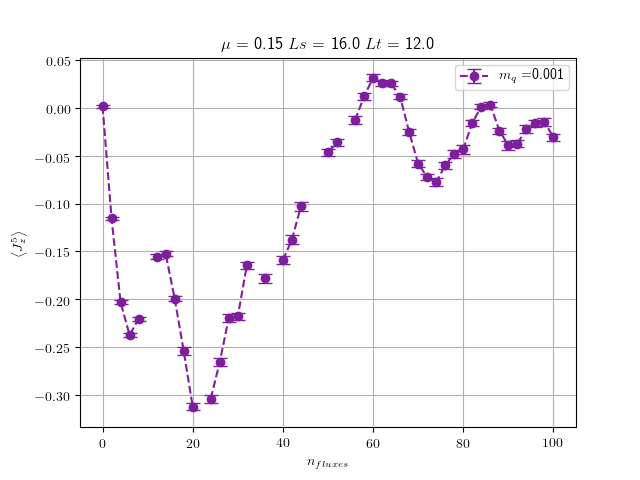 μ = 0.15 Ls = 16.0 Lt = 12.0
m_q =0.001
0.05
0.00
−0.05
−0.10
−0.15
−0.20
−0.25
−0.30
⟨J_z^5⟩
0 20 40 60 80 100
n_fluxes